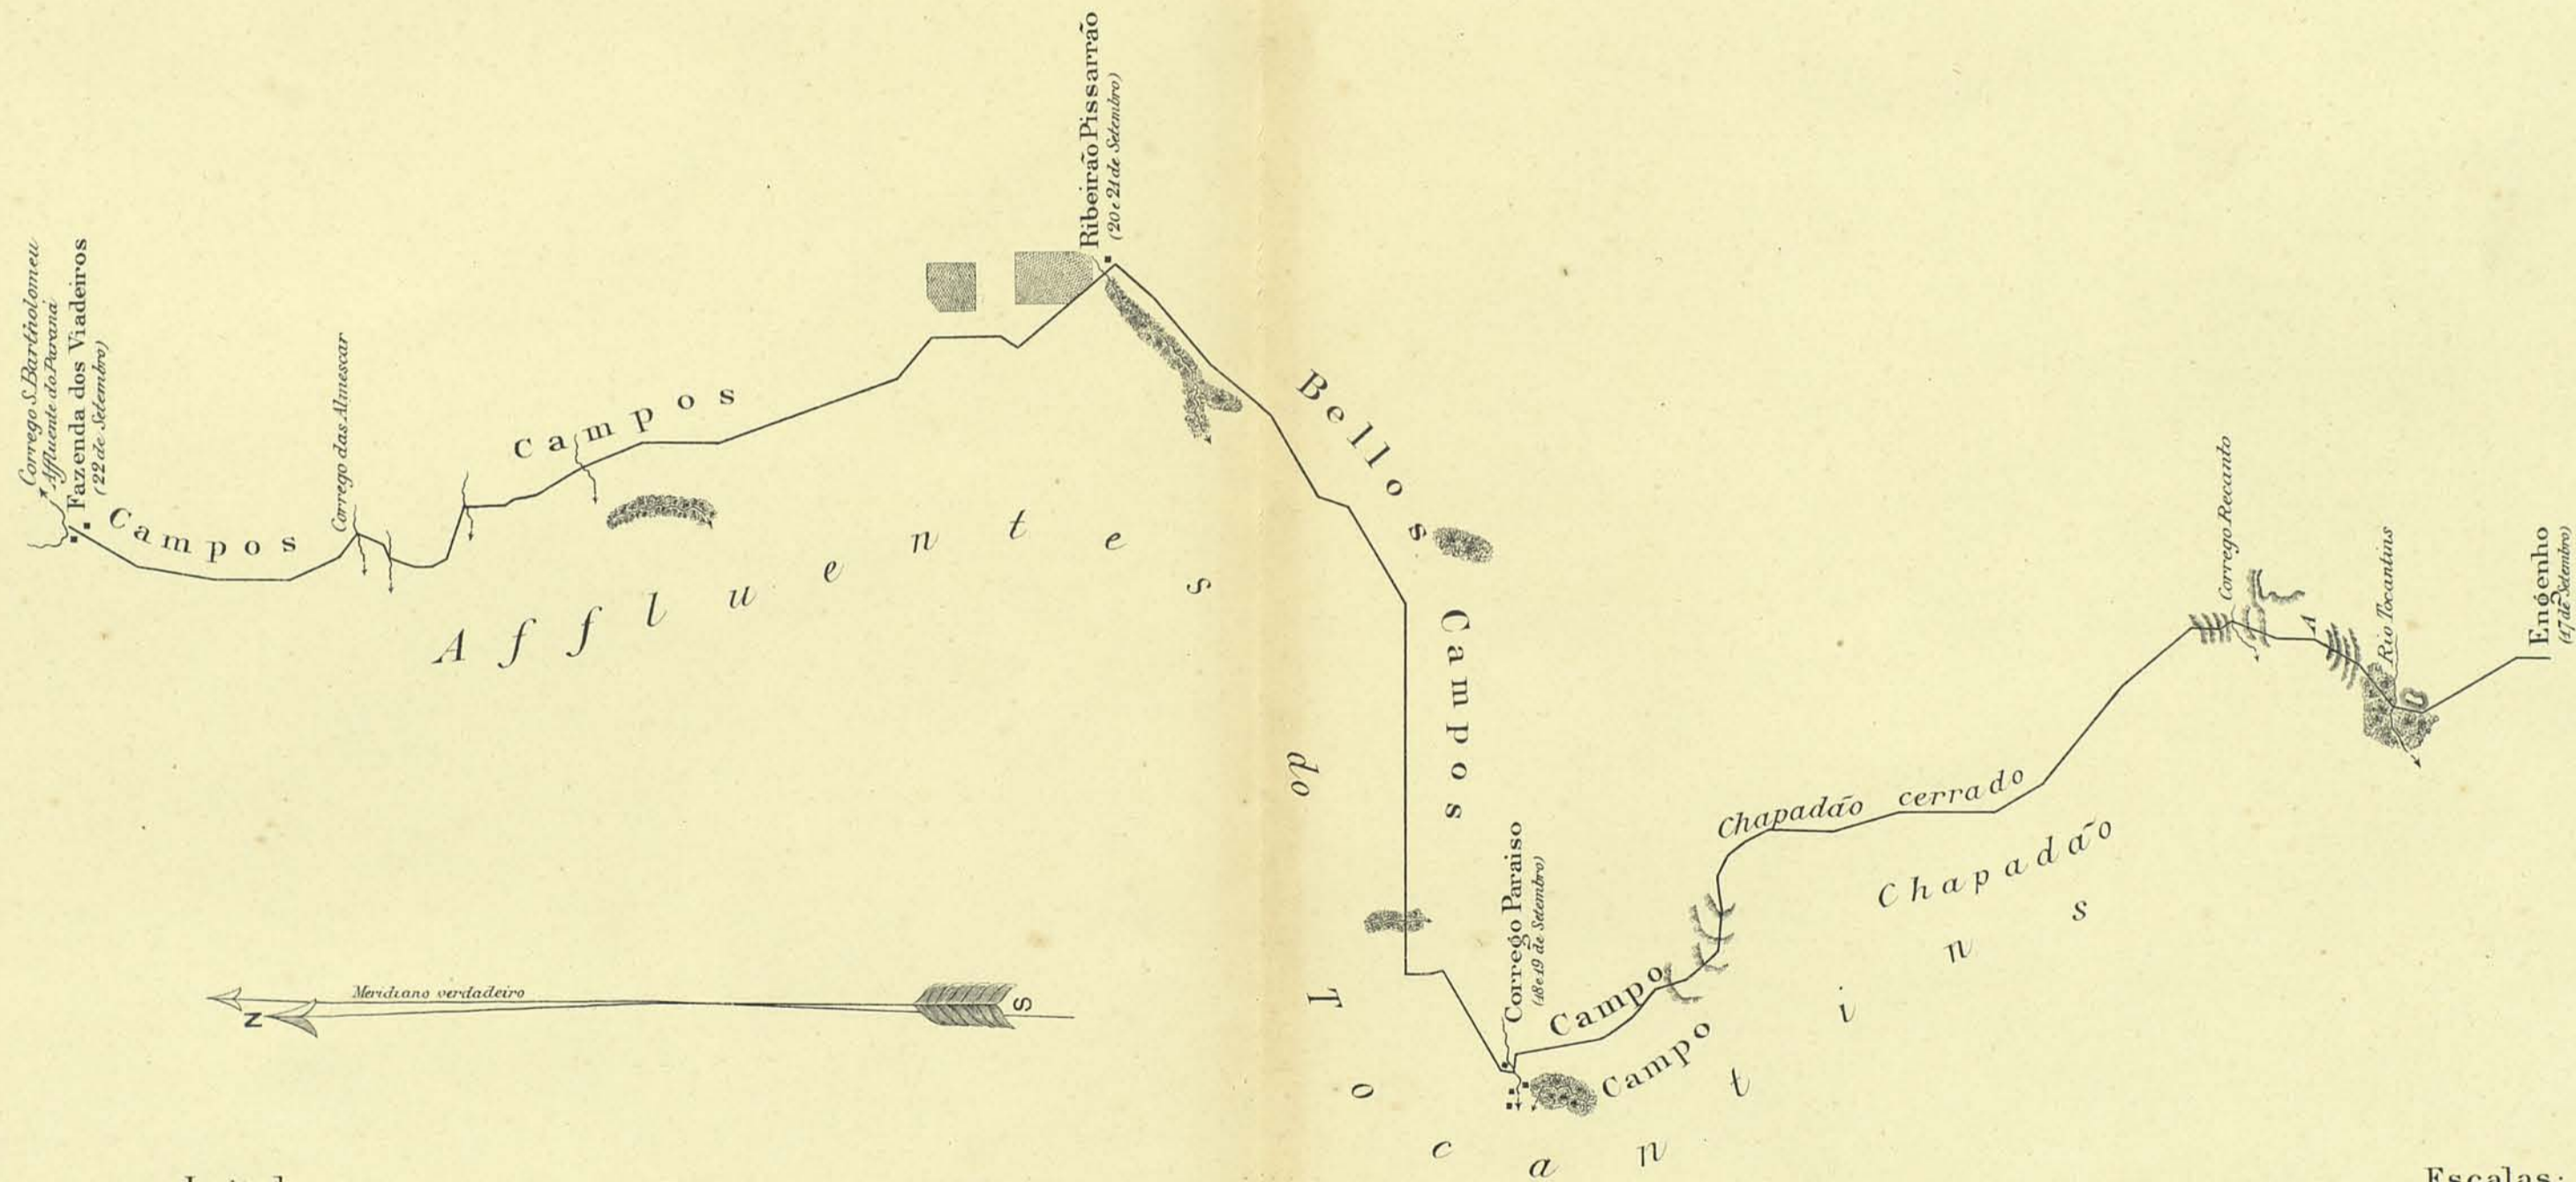 Corrego S. Bartholomeu
Affluente do Paraná
Fazenda dos Viadeiros
(22 de Setembro)
Campos
Corrego das Almescar
Campos
Ribeirão Pissarrão
(20 e 21 de Setembro)
Bellos Campos
Affluentes do Tocantins
Corrego Paraiso
(18 e 19 de Setembro)
Campo
Campo
Chapadão cerrado
Chapadão
Corrego Recanto
Rio Tocantins
Engenho
(17 de Setembro)
Meridiano verdadeiro
N
S
Escalas: